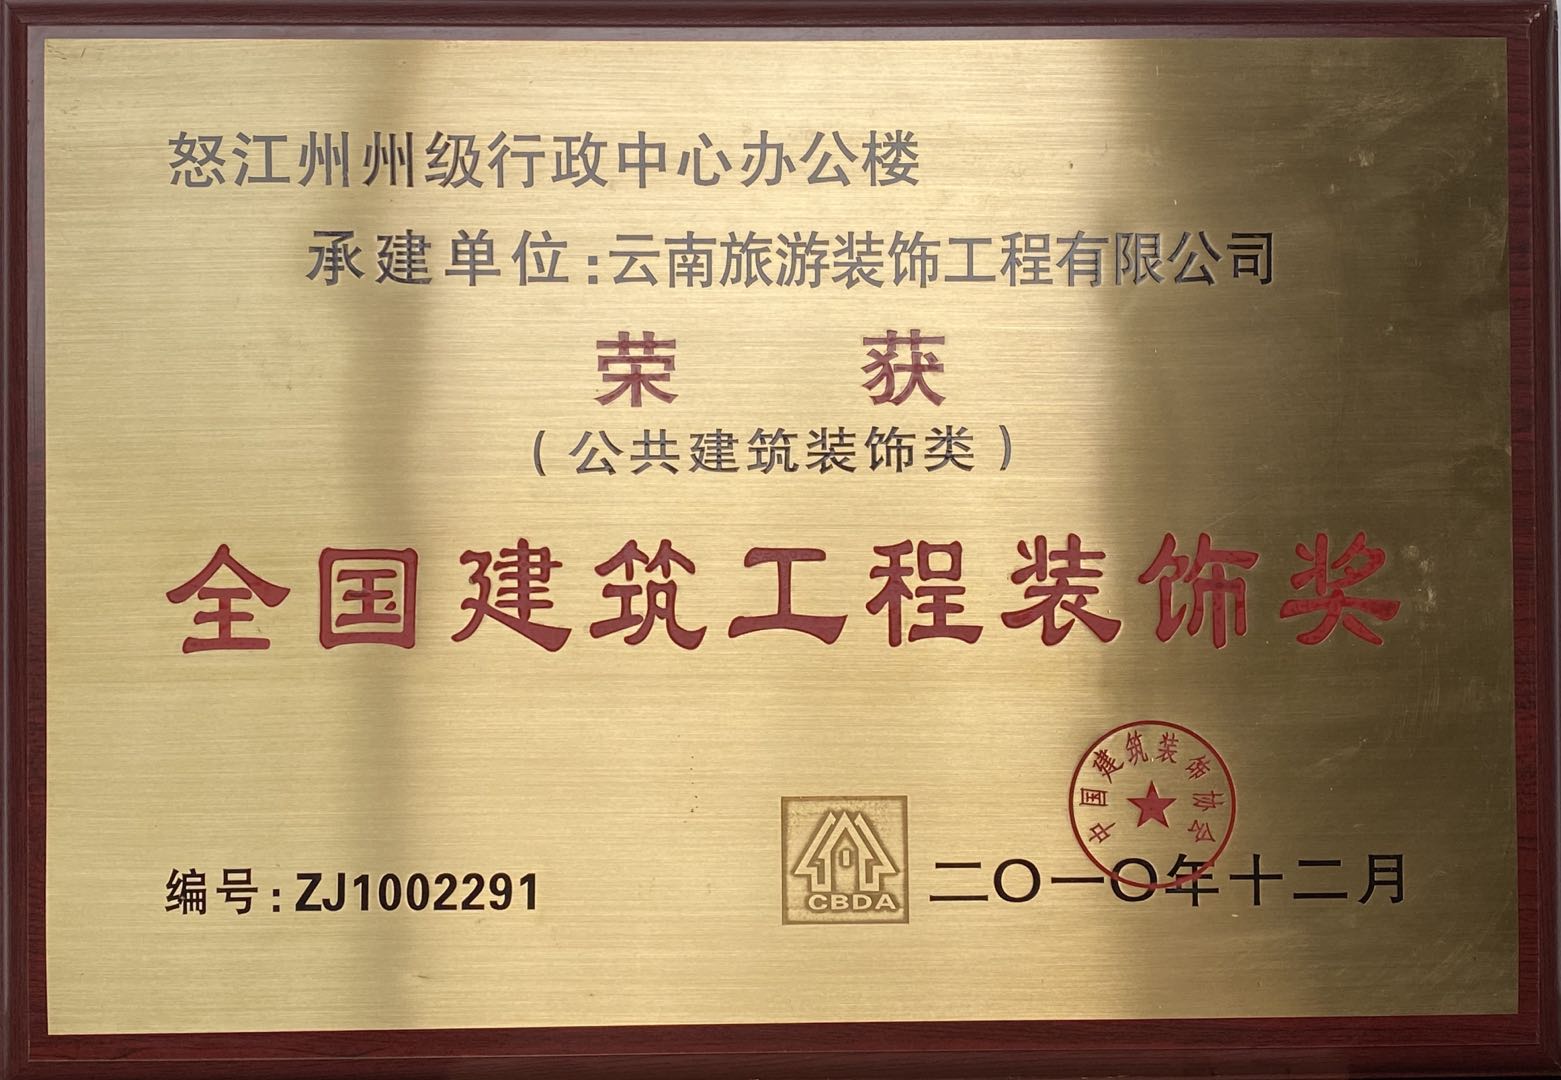 怒江州州级行政中心办公楼
承建单位:云南旅游装饰工程有限公司
荣 获
(公共建筑装饰类)
全国建筑工程装饰奖
中国建筑装饰协会
编号:ZJ1002291
CBDA
二〇一〇年十二月